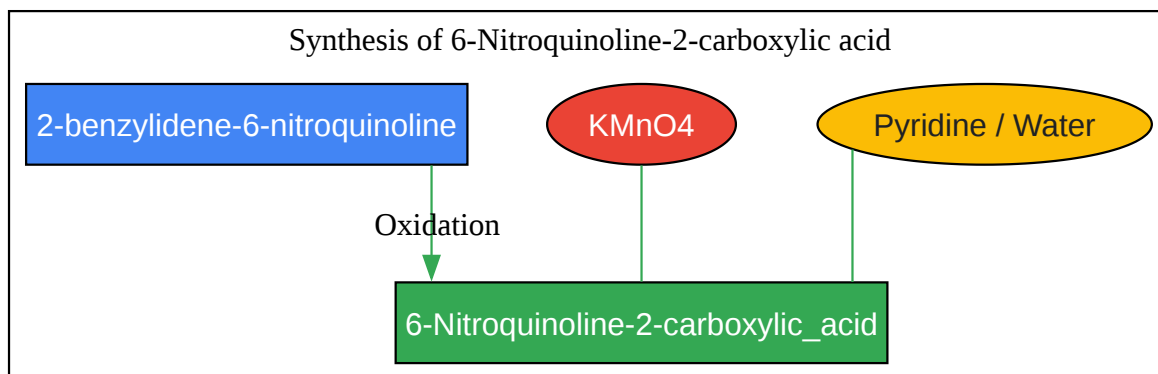 Synthesis of 6-Nitroquinoline-2-carboxylic acid
2-benzylidene-6-nitroquinoline
KMnO4
Pyridine / Water
Oxidation
6-Nitroquinoline-2-carboxylic_acid